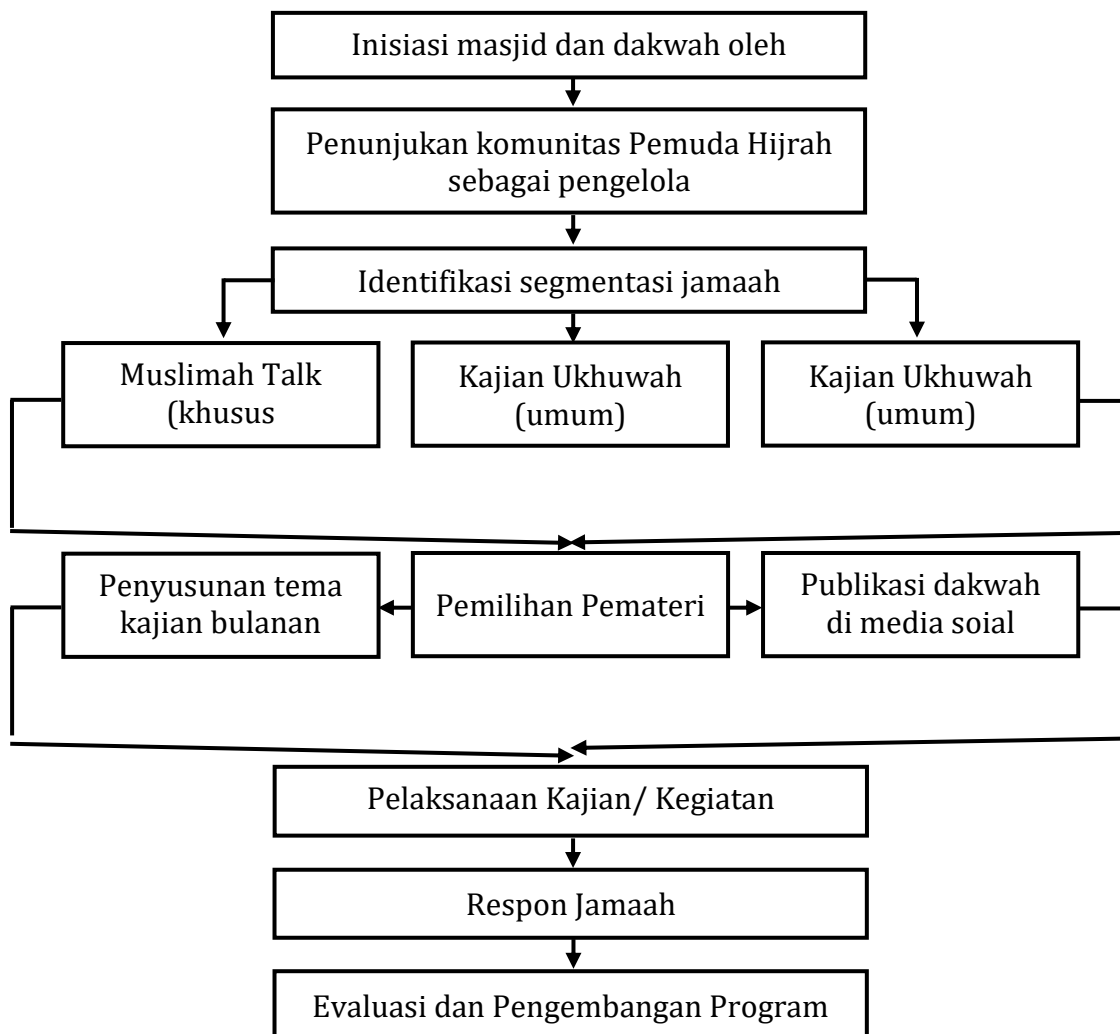 Inisiasi masjid dan dakwah oleh
Penunjukan komunitas Pemuda Hijrah
sebagai pengelola
Identifikasi segmentasi jamaah
Muslimah Talk
(khusus
Kajian Ukhuwah
(umum)
Kajian Ukhuwah
(umum)
Penyusunan tema
kajian bulanan
Pemilihan Pemateri
Publikasi dakwah
di media soial
Pelaksanaan Kajian/ Kegiatan
Respon Jamaah
Evaluasi dan Pengembangan Program